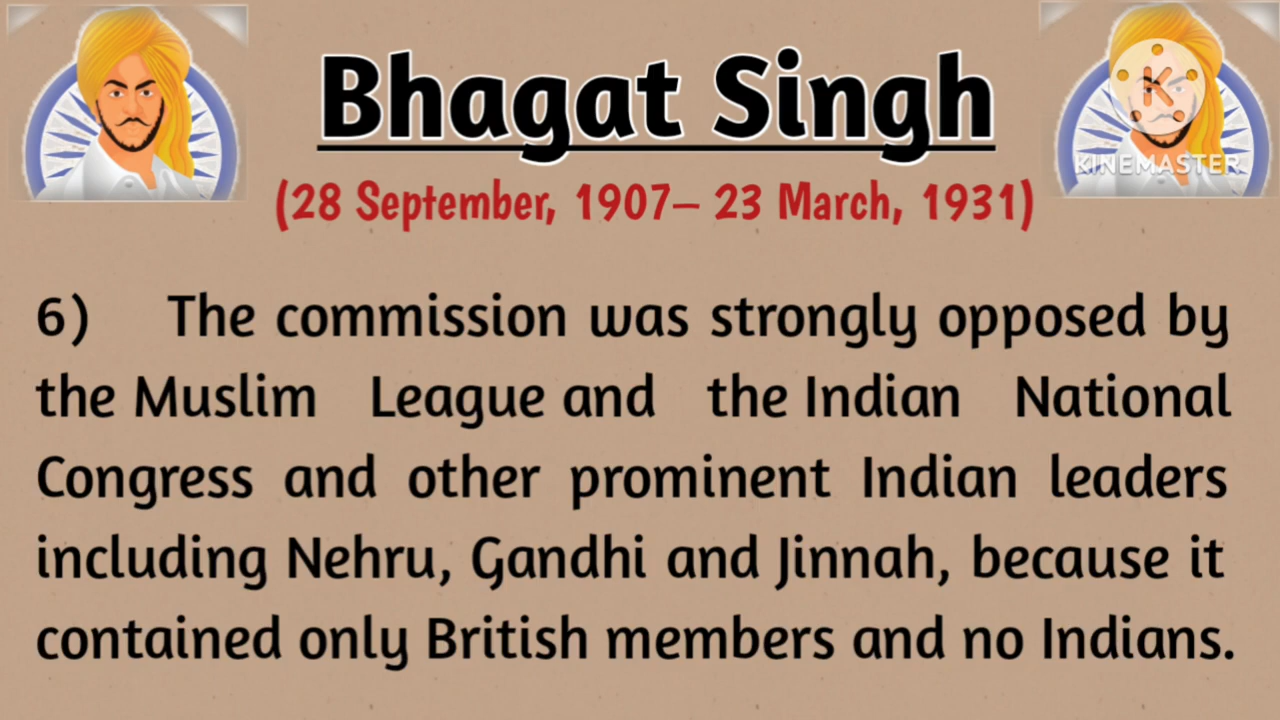 Bhagat Singh
(28 September, 1907– 23 March, 1931)
KINEMASTER
6) The commission was strongly opposed by
the Muslim League and the Indian National
Congress and other prominent Indian leaders
including Nehru, Gandhi and Jinnah, because it
contained only British members and no Indians.